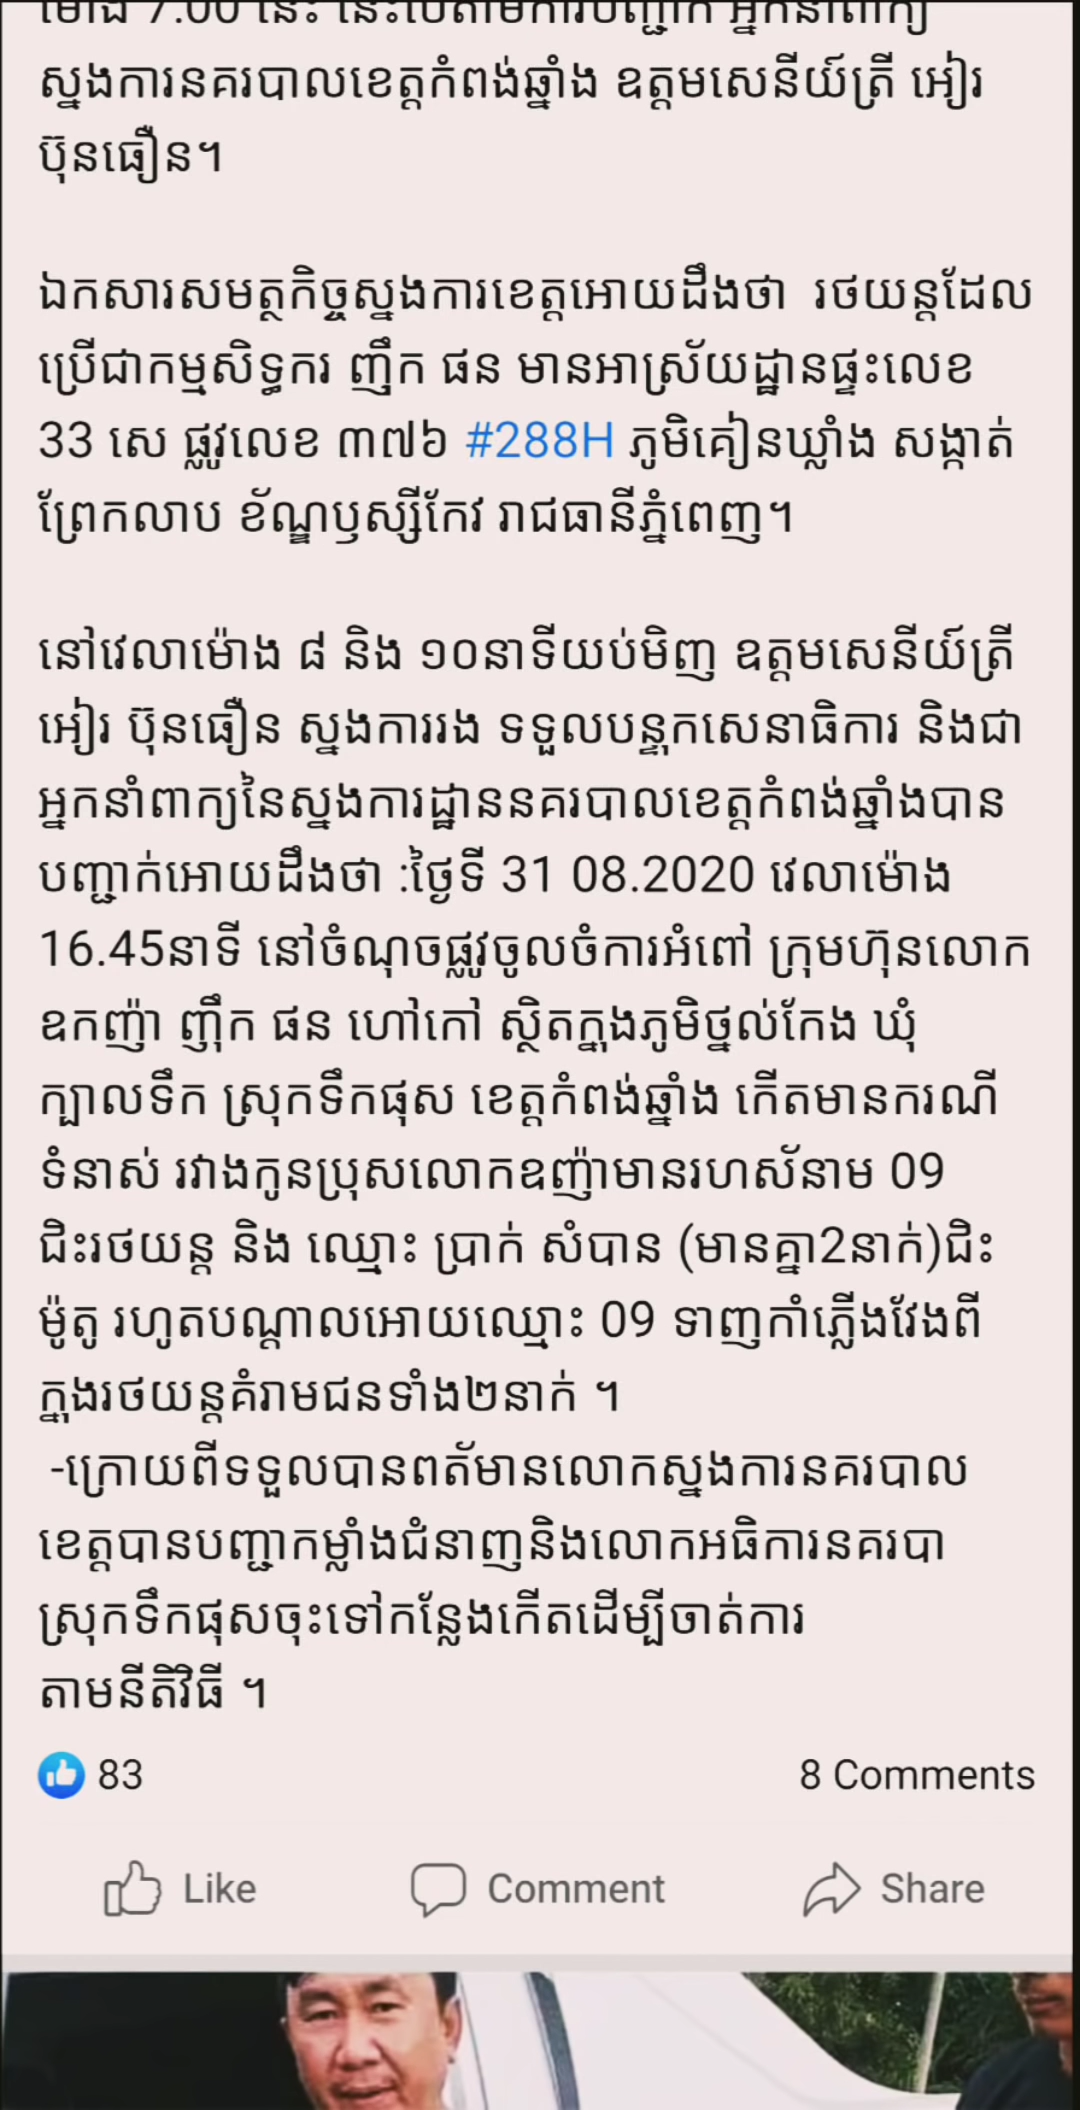 ម៉ោង 7.00 នេះ នេះបើតាមការបញ្ជាក់ អ្នកនាំពាក្យ
ស្នងការនគរបាលខេត្តកំពង់ឆ្នាំង ឧត្តមសេនីយ៍ត្រី អៀរ
ប៊ុនធឿន។
ឯកសារសមត្ថកិច្ចស្នងការខេត្តអោយដឹងថា រថយន្តដែល
ប្រើជាកម្មសិទ្ធករ ញឹក ផន មានអាស្រ័យដ្ឋានផ្ទះលេខ
33 សេ ផ្លូវលេខ ៣៧៦ #288H ភូមិគៀនឃ្លាំង សង្កាត់
ព្រែកលាប ខ័ណ្ឌឫស្សីកែវ រាជធានីភ្នំពេញ។
នៅវេលាម៉ោង ៨ និង ១០នាទីយប់មិញ ឧត្តមសេនីយ៍ត្រី
អៀរ ប៊ុនធឿន ស្នងការរង ទទួលបន្ទុកសេនាធិការ និងជា
អ្នកនាំពាក្យនៃស្នងការដ្ឋាននគរបាលខេត្តកំពង់ឆ្នាំងបាន
បញ្ជាក់អោយដឹងថា :ថ្ងៃទី 31 08.2020 វេលាម៉ោង
16.45នាទី នៅចំណុចផ្លូវចូលចំការអំពៅ ក្រុមហ៊ុនលោក
ឧកញ៉ា ញឹក ផន ហៅកៅ ស្ថិតក្នុងភូមិថ្នល់កែង ឃុំ
ក្បាលទឹក ស្រុកទឹកផុស ខេត្តកំពង់ឆ្នាំង កើតមានករណី
ទំនាស់ រវាងកូនប្រុសលោកឧញ៉ាមានរហស័នាម 09
ជិះរថយន្ត និង ឈ្មោះ ប្រាក់ សំបាន (មានគ្នា2នាក់)ជិះ
ម៉ូតូ រហូតបណ្តាលអោយឈ្មោះ 09 ទាញកាំភ្លើងវែងពី
ក្នុងរថយន្តគំរាមជនទាំង២នាក់ ។
-ក្រោយពីទទួលបានពត័មានលោកស្នងការនគរបាល
ខេត្តបានបញ្ជាកម្លាំងជំនាញនិងលោកអធិការនគរបា
ស្រុកទឹកផុសចុះទៅកន្លែងកើតដើម្បីចាត់ការ
តាមនីតិវិធី ។
83 8 Comments
Like Comment Share